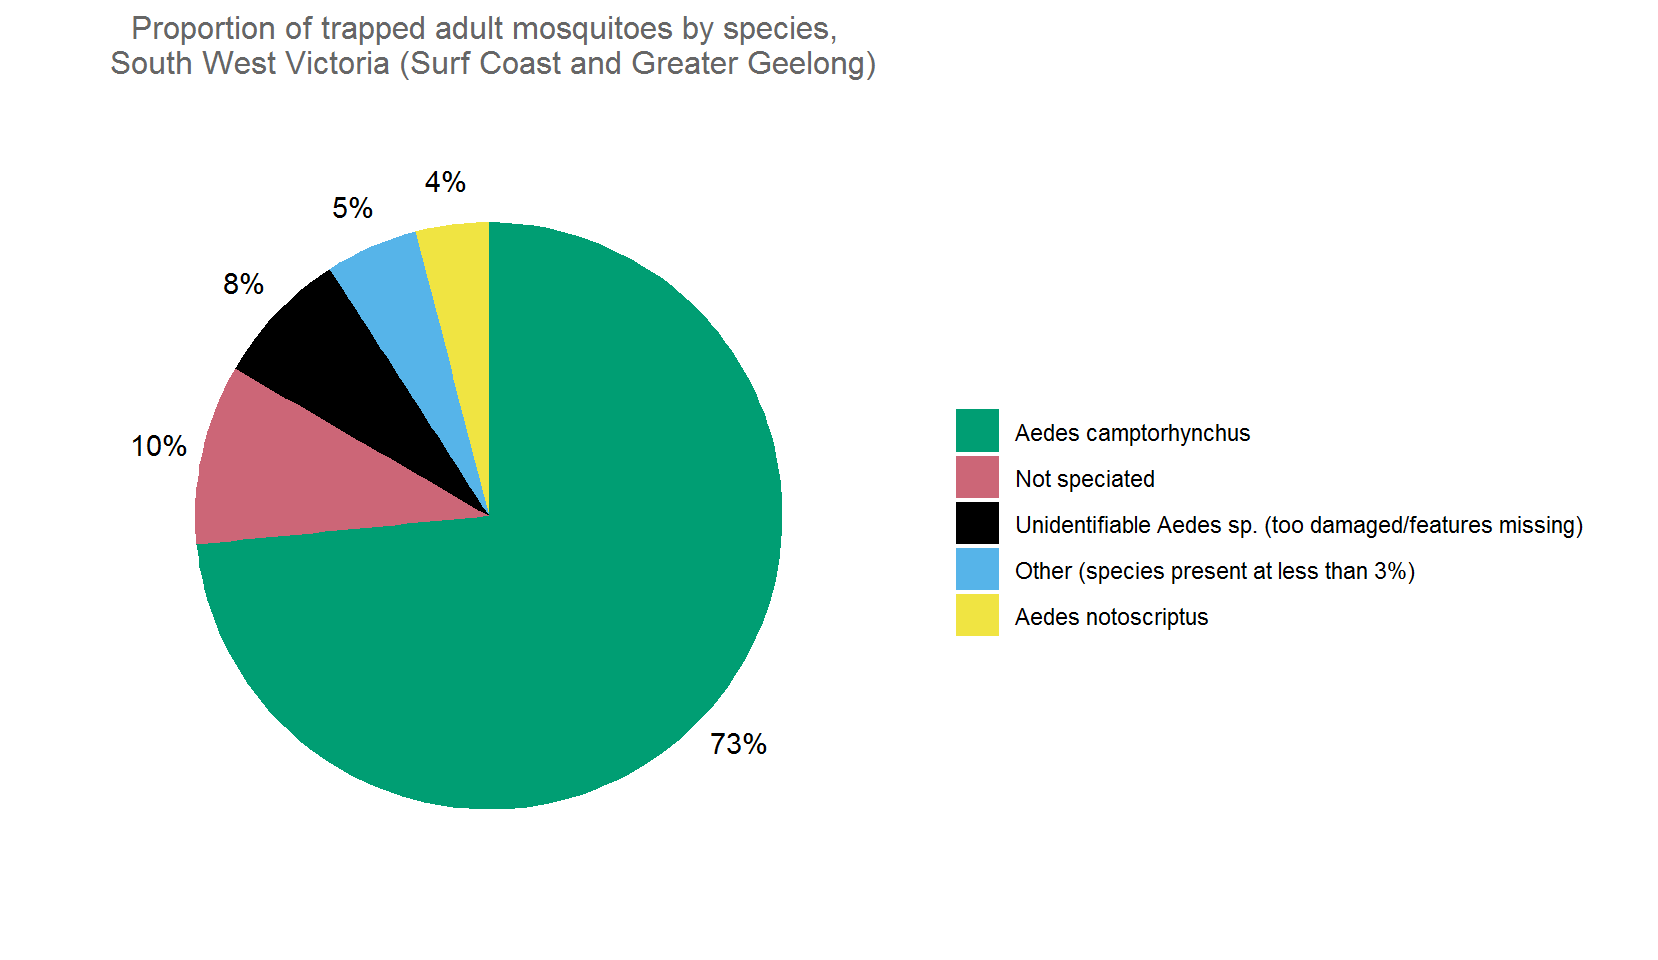 Proportion of trapped adult mosquitoes by species,
South West Victoria (Surf Coast and Greater Geelong)
4%
5%
8%
10%
73%
Aedes camptorhynchus
Not speciated
Unidentifiable Aedes sp. (too damaged/features missing)
Other (species present at less than 3%)
Aedes notoscriptus